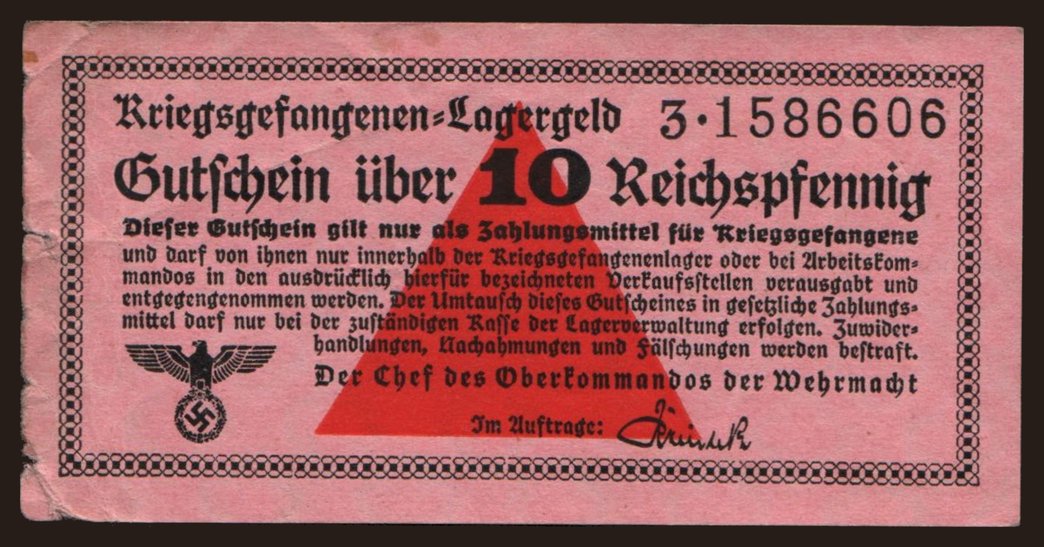 Kriegsgefangenen-Lagergeld 3·1586606
Gutschein über 10 Reichspfennig
Dieser Gutschein gilt nur als Zahlungsmittel für Kriegsgefangene
und darf von ihnen nur innerhalb der Kriegsgefangenenlager oder bei Arbeitskom-
mandos in den ausdrücklich hierfür bezeichneten Verkaufsstellen verausgabt und
entgegengenommen werden. Der Umtausch dieses Gutscheines in gesetzliche Zahlungs-
mittel darf nur bei der zuständigen Kasse der Lagerverwaltung erfolgen. Zuwider-
handlungen, Nachahmungen und Fälschungen werden bestraft.
Der Chef des Oberkommandos der Wehrmacht
Im Auftrage: